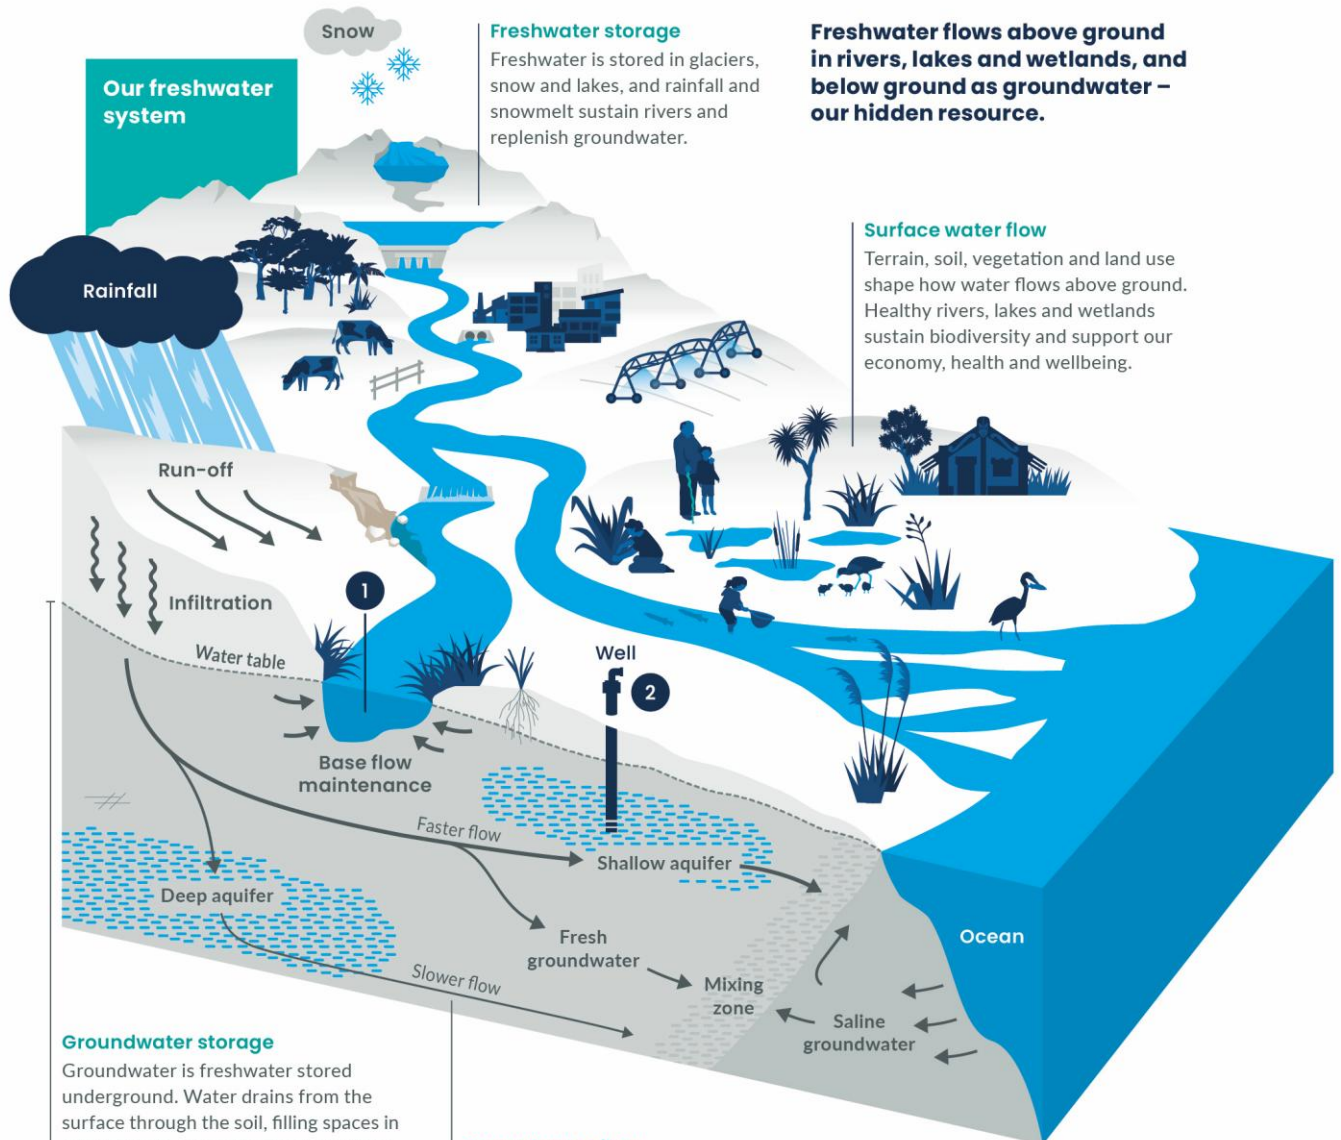 Snow
Our freshwater
system
Freshwater storage
Freshwater is stored in glaciers,
snow and lakes, and rainfall and
snowmelt sustain rivers and
replenish groundwater.
Freshwater flows above ground
in rivers, lakes and wetlands, and
below ground as groundwater –
our hidden resource.
Surface water flow
Terrain, soil, vegetation and land use
shape how water flows above ground.
Healthy rivers, lakes and wetlands
sustain biodiversity and support our
economy, health and wellbeing.
Rainfall
Run-off
Infiltration
1
Water table
Well
2
Base flow
maintenance
Faster flow
Shallow aquifer
Deep aquifer
Fresh
groundwater
Slower flow
Mixing
zone
Saline
groundwater
Ocean
Groundwater storage
Groundwater is freshwater stored
underground. Water drains from the
surface through the soil, filling spaces in